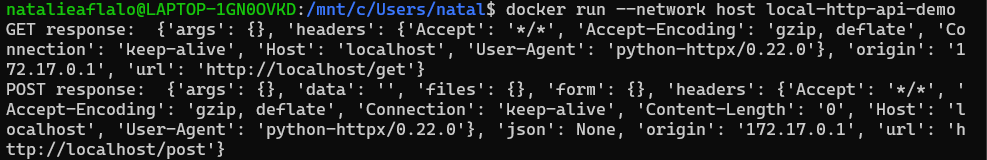 natalieaflalo@LAPTOP-1GN0OVKD:/mnt/c/Users/natal$ docker run --network host local-http-api-demo
GET response:  {'args': {}, 'headers': {'Accept': '*/*', 'Accept-Encoding': 'gzip, deflate', 'Co
nnection': 'keep-alive', 'Host': 'localhost', 'User-Agent': 'python-httpx/0.22.0'}, 'origin': '1
72.17.0.1', 'url': 'http://localhost/get'}
POST response:  {'args': {}, 'data': '', 'files': {}, 'form': {}, 'headers': {'Accept': '*/*', '
Accept-Encoding': 'gzip, deflate', 'Connection': 'keep-alive', 'Content-Length': '0', 'Host': 'l
ocalhost', 'User-Agent': 'python-httpx/0.22.0'}, 'json': None, 'origin': '172.17.0.1', 'url': 'h
ttp://localhost/post'}